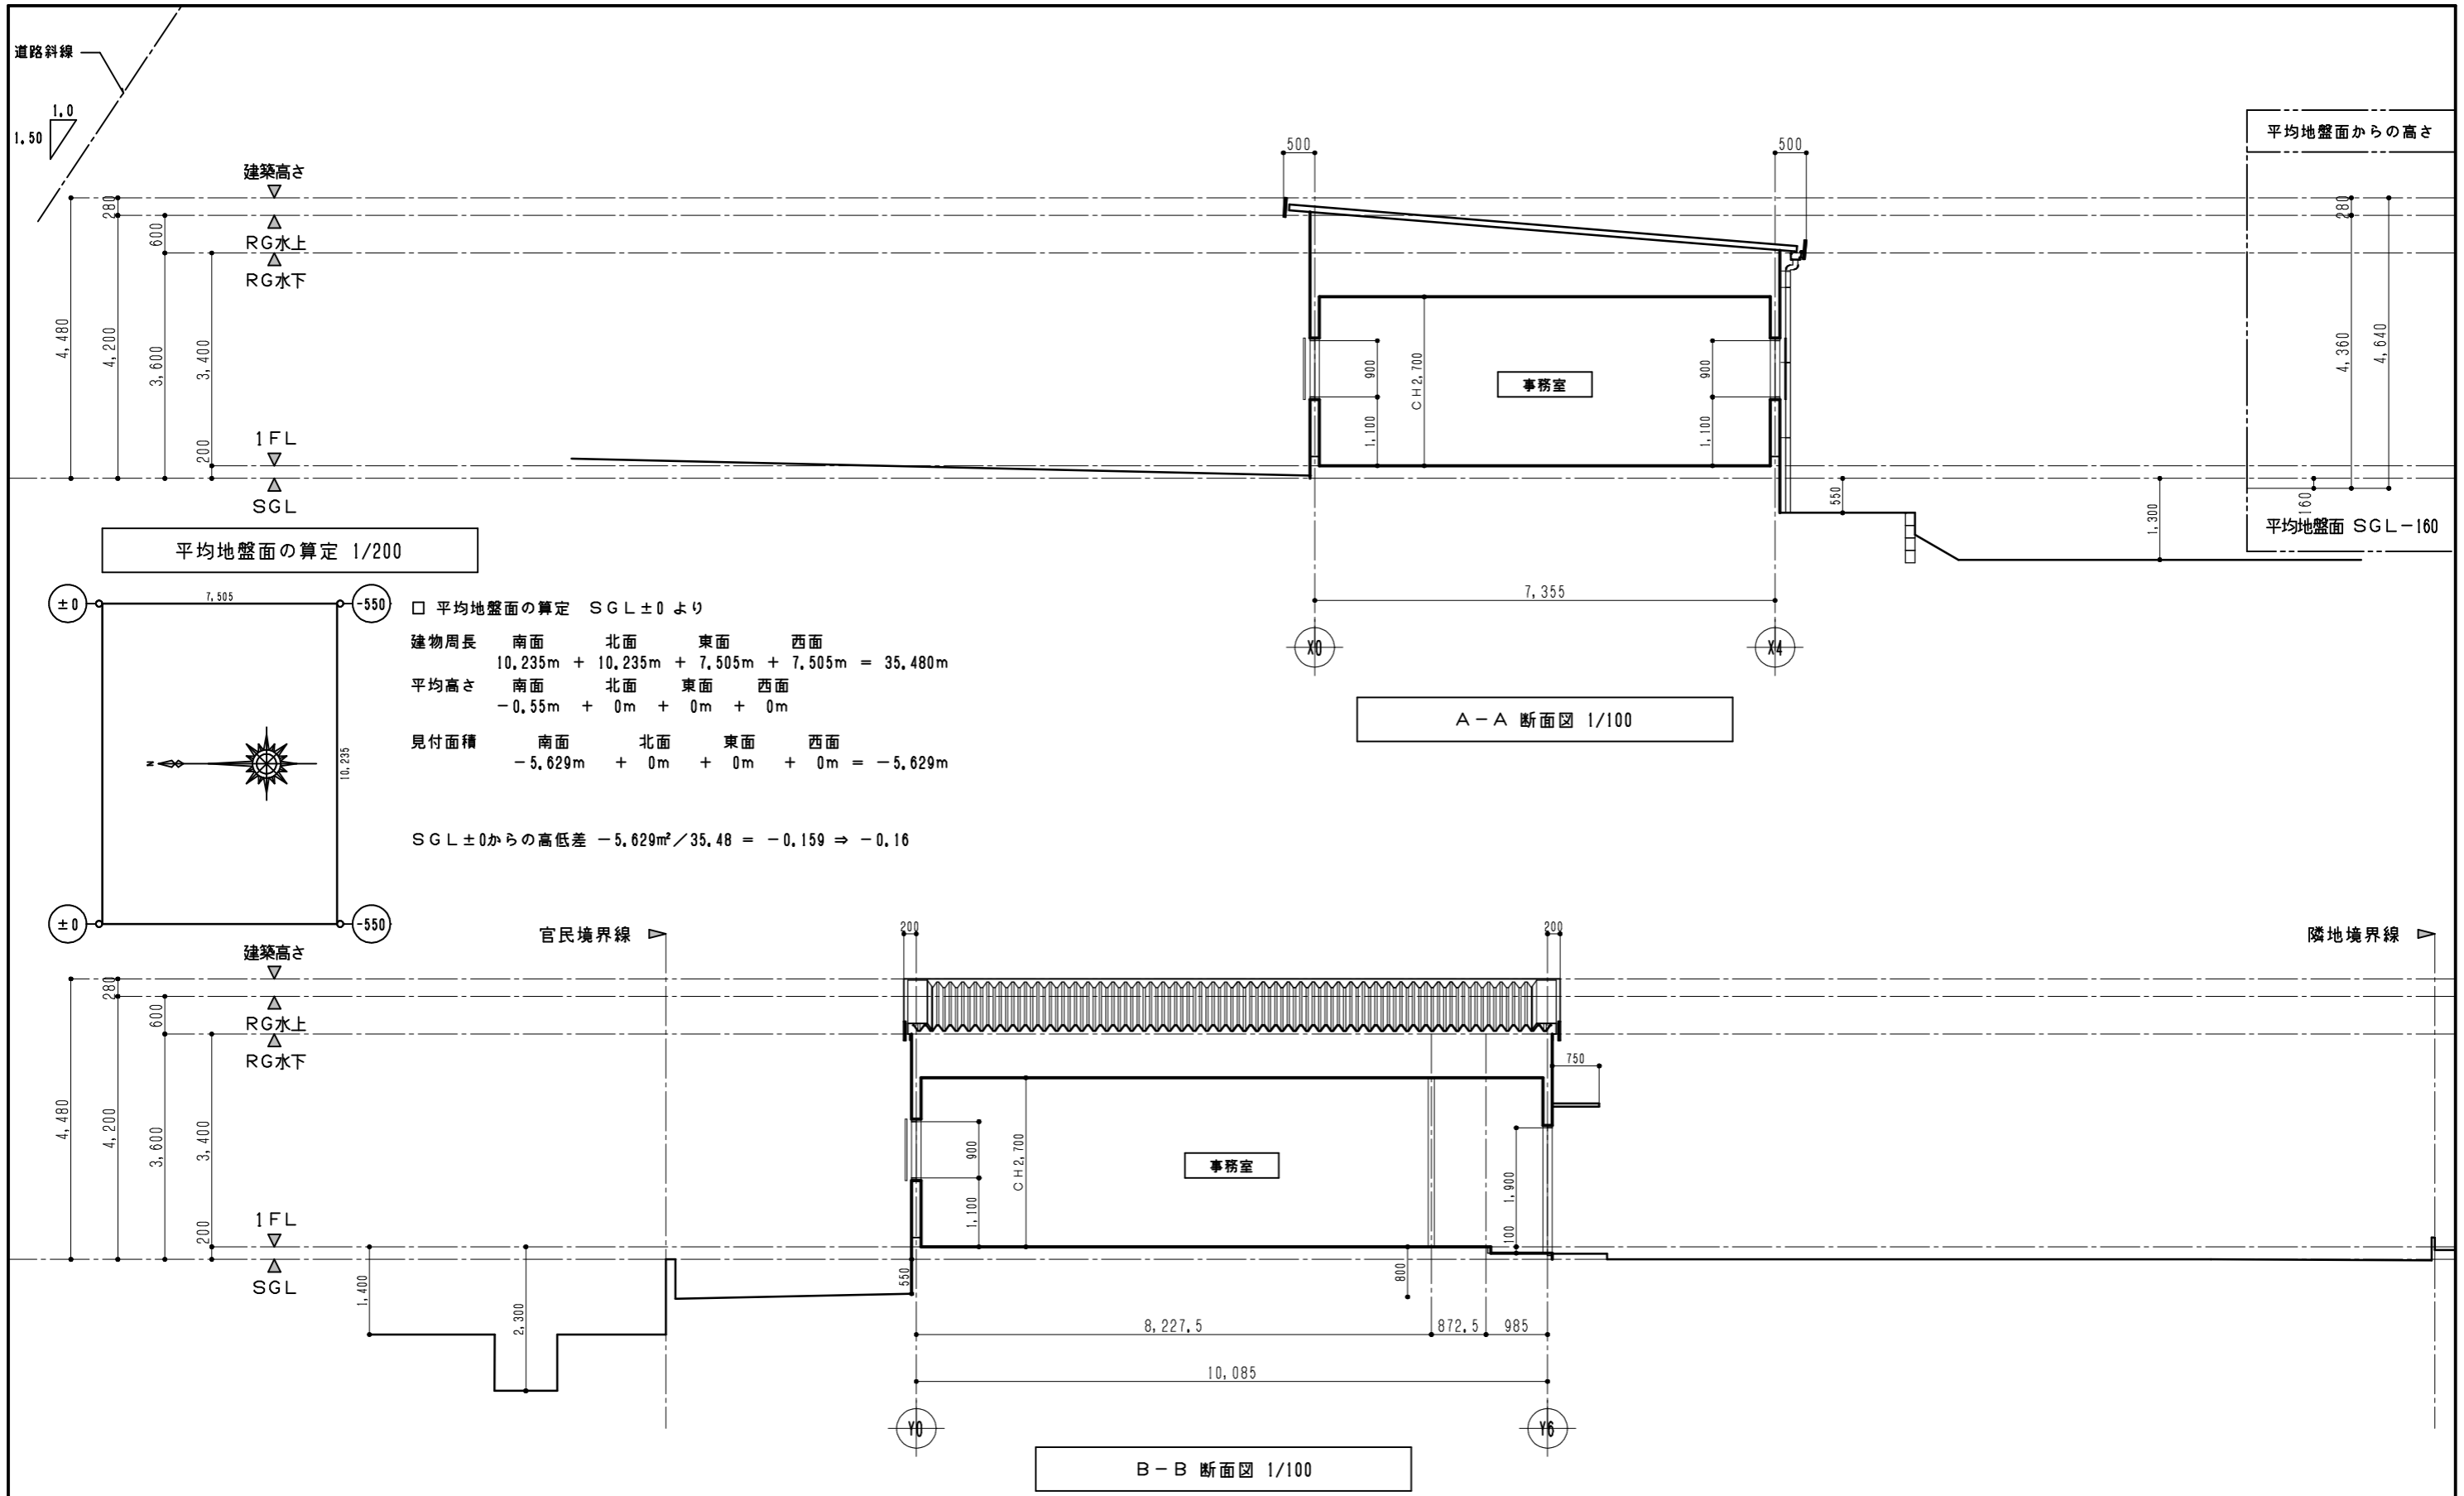 道路斜線
1.0
1.50
建築高さ
RG水上
RG水下
280
600
4,480
4,200
3,600
3,400
200
1FL
SGL
500
500
900
1,100
CH2,700
事務室
900
1,100
550
1,300
7,355
X0
X4
A-A 断面図 1/100
平均地盤面からの高さ
280
4,360
4,640
160
平均地盤面 SGL-160
平均地盤面の算定 1/200
±0
7,505
-550
N
10,235
±0
-550
□ 平均地盤面の算定 SGL±0 より
建物周長 南面 北面 東面 西面
10.235m + 10.235m + 7.505m + 7.505m = 35.480m
平均高さ 南面 北面 東面 西面
-0.55m + 0m + 0m + 0m
見付面積 南面 北面 東面 西面
-5.629m + 0m + 0m + 0m = -5.629m
SGL±0からの高低差 -5.629㎡/35.48 = -0.159 ⇒ -0.16
官民境界線
隣地境界線
建築高さ
RG水上
RG水下
280
600
4,480
4,200
3,600
3,400
200
1FL
SGL
1,400
2,300
200
200
750
900
1,100
CH2,700
事務室
1,900
100
550
800
8,227.5
872.5
985
10,085
Y0
Y6
B-B 断面図 1/100